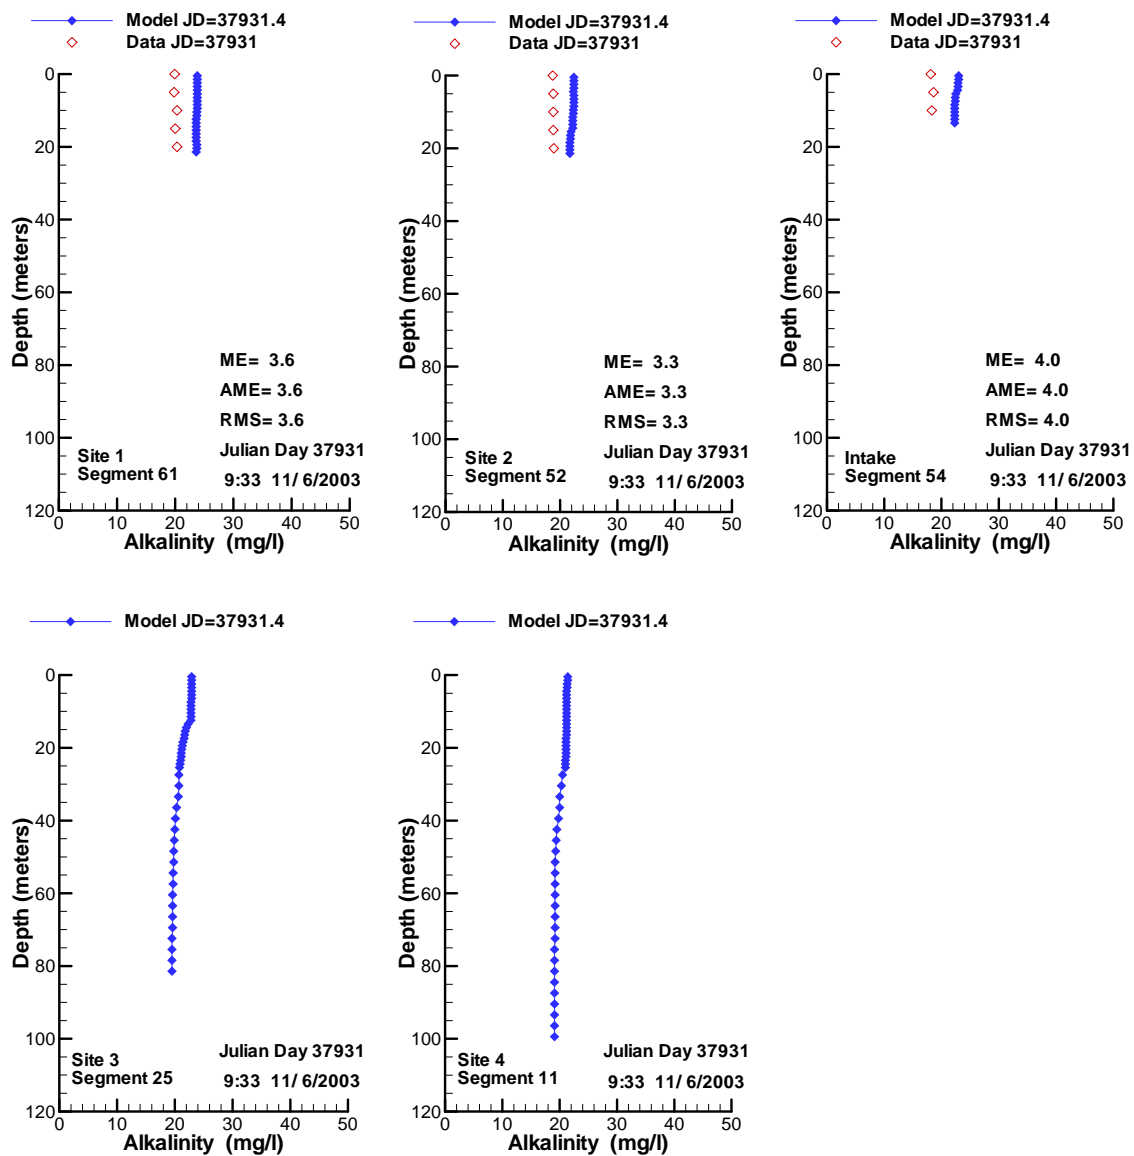 Model JD=37931.4
Data JD=37931
0
20
40
60
80
100
120
Depth (meters)
ME= 3.6
AME= 3.6
RMS= 3.6
Julian Day 37931
9:33 11/ 6/2003
Site 1
Segment 61
0 10 20 30 40 50
Alkalinity (mg/l)
Model JD=37931.4
Data JD=37931
0
20
40
60
80
100
120
Depth (meters)
ME= 3.3
AME= 3.3
RMS= 3.3
Julian Day 37931
9:33 11/ 6/2003
Site 2
Segment 52
0 10 20 30 40 50
Alkalinity (mg/l)
Model JD=37931.4
Data JD=37931
0
20
40
60
80
100
120
Depth (meters)
ME= 4.0
AME= 4.0
RMS= 4.0
Julian Day 37931
9:33 11/ 6/2003
Intake
Segment 54
0 10 20 30 40 50
Alkalinity (mg/l)
Model JD=37931.4
0
20
40
60
80
100
120
Depth (meters)
Julian Day 37931
9:33 11/ 6/2003
Site 3
Segment 25
0 10 20 30 40 50
Alkalinity (mg/l)
Model JD=37931.4
0
20
40
60
80
100
120
Depth (meters)
Julian Day 37931
9:33 11/ 6/2003
Site 4
Segment 11
0 10 20 30 40 50
Alkalinity (mg/l)